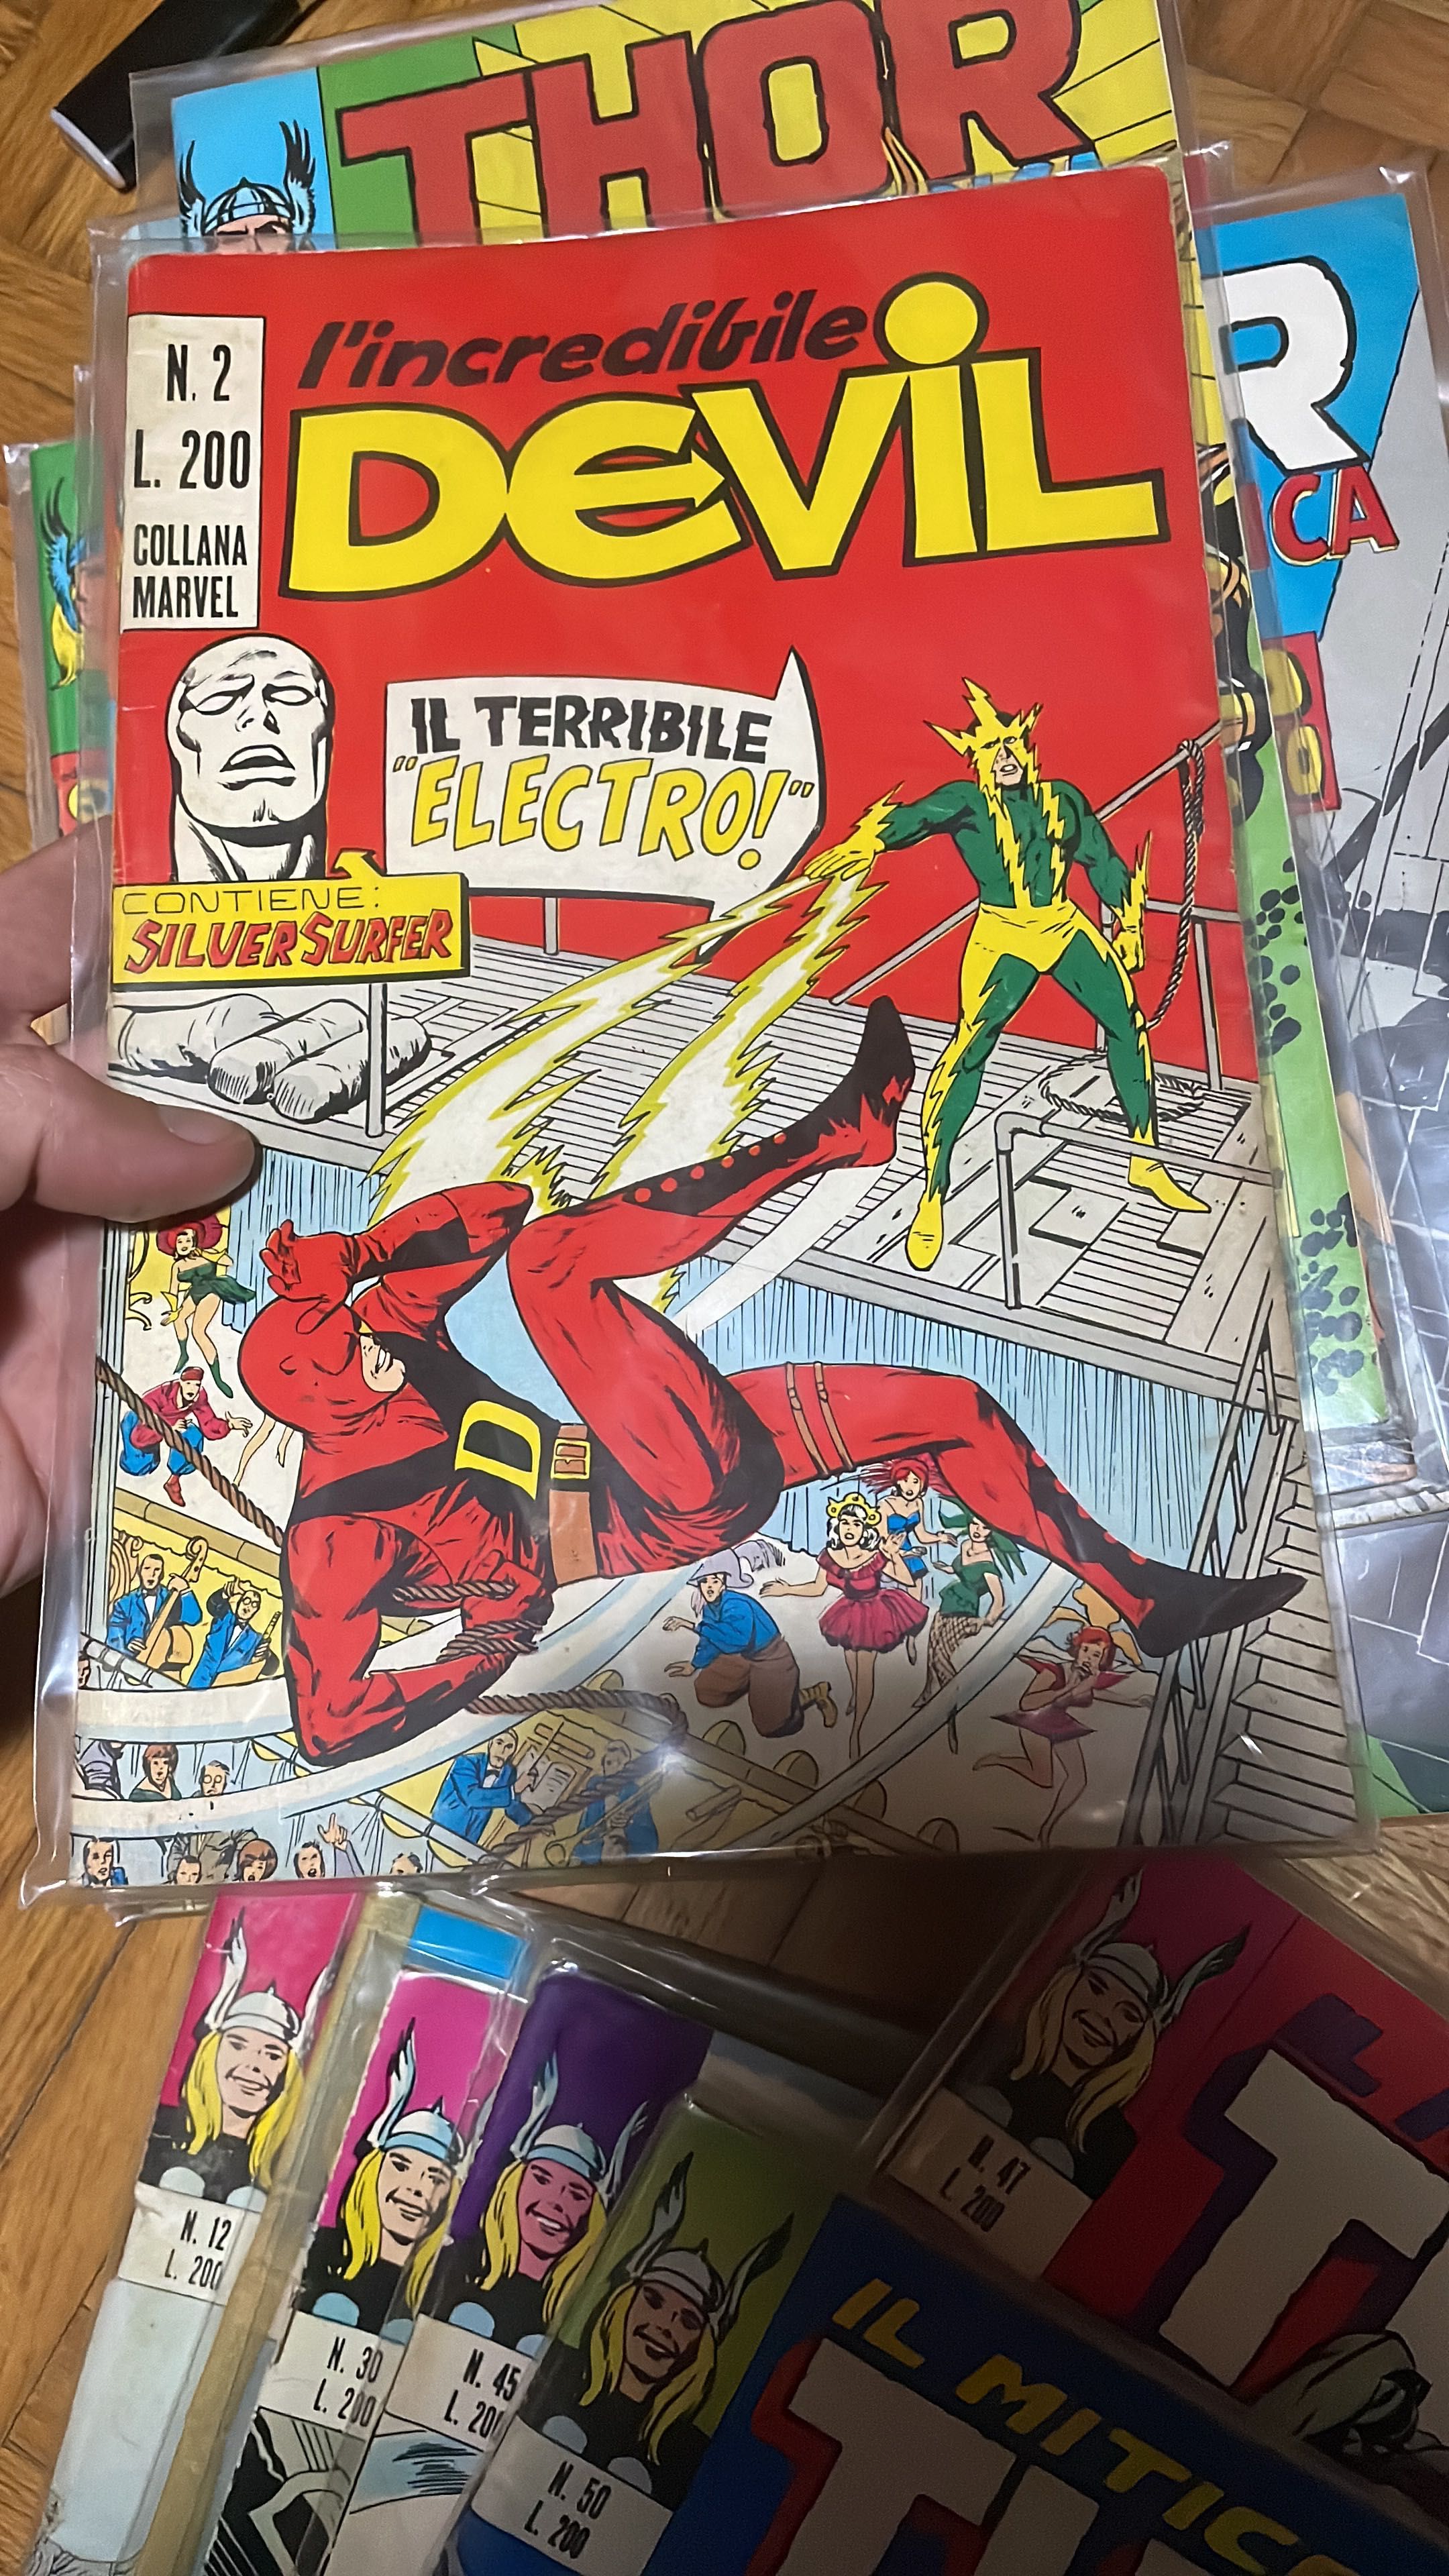 THOR
l'incredibile
DEVIL
N. 2
L. 200
COLLANA
MARVEL
IL TERRIBILE
"ELECTRO!"
CONTIENE:
SILVER SURFER
D
R
CA
N. 12
L. 200
N. 30
L. 200
N. 45
L. 200
N. 50
L. 200
N. 47
L. 200
T
IL MITICO